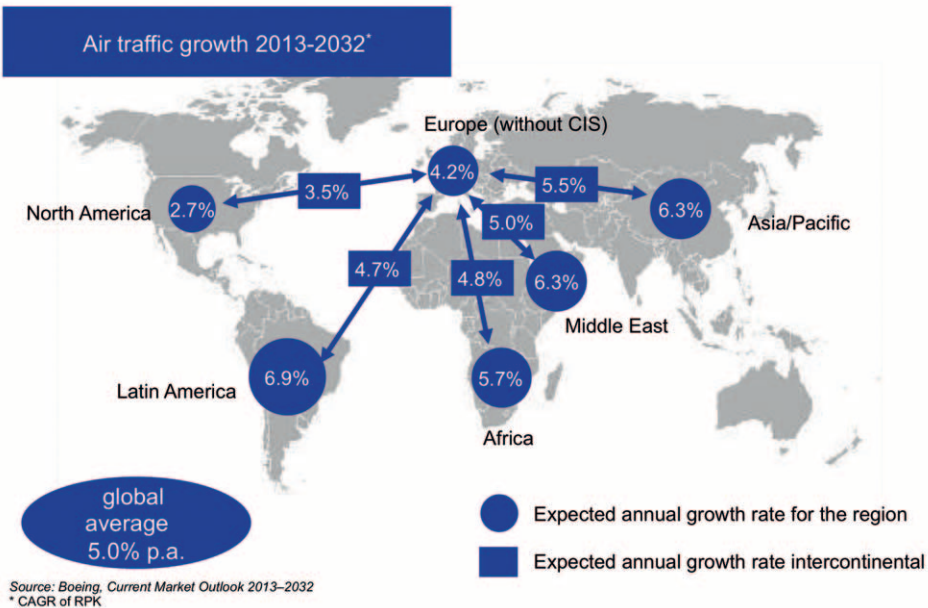 Air traffic growth 2013-2032*
Europe (without CIS)
4.2%
3.5%
5.5%
North America
2.7%
5.0%
6.3%
Asia/Pacific
4.7%
4.8%
6.3%
Middle East
Latin America
6.9%
5.7%
Africa
global
average
5.0% p.a.
Expected annual growth rate for the region
Expected annual growth rate intercontinental
Source: Boeing, Current Market Outlook 2013–2032
* CAGR of RPK